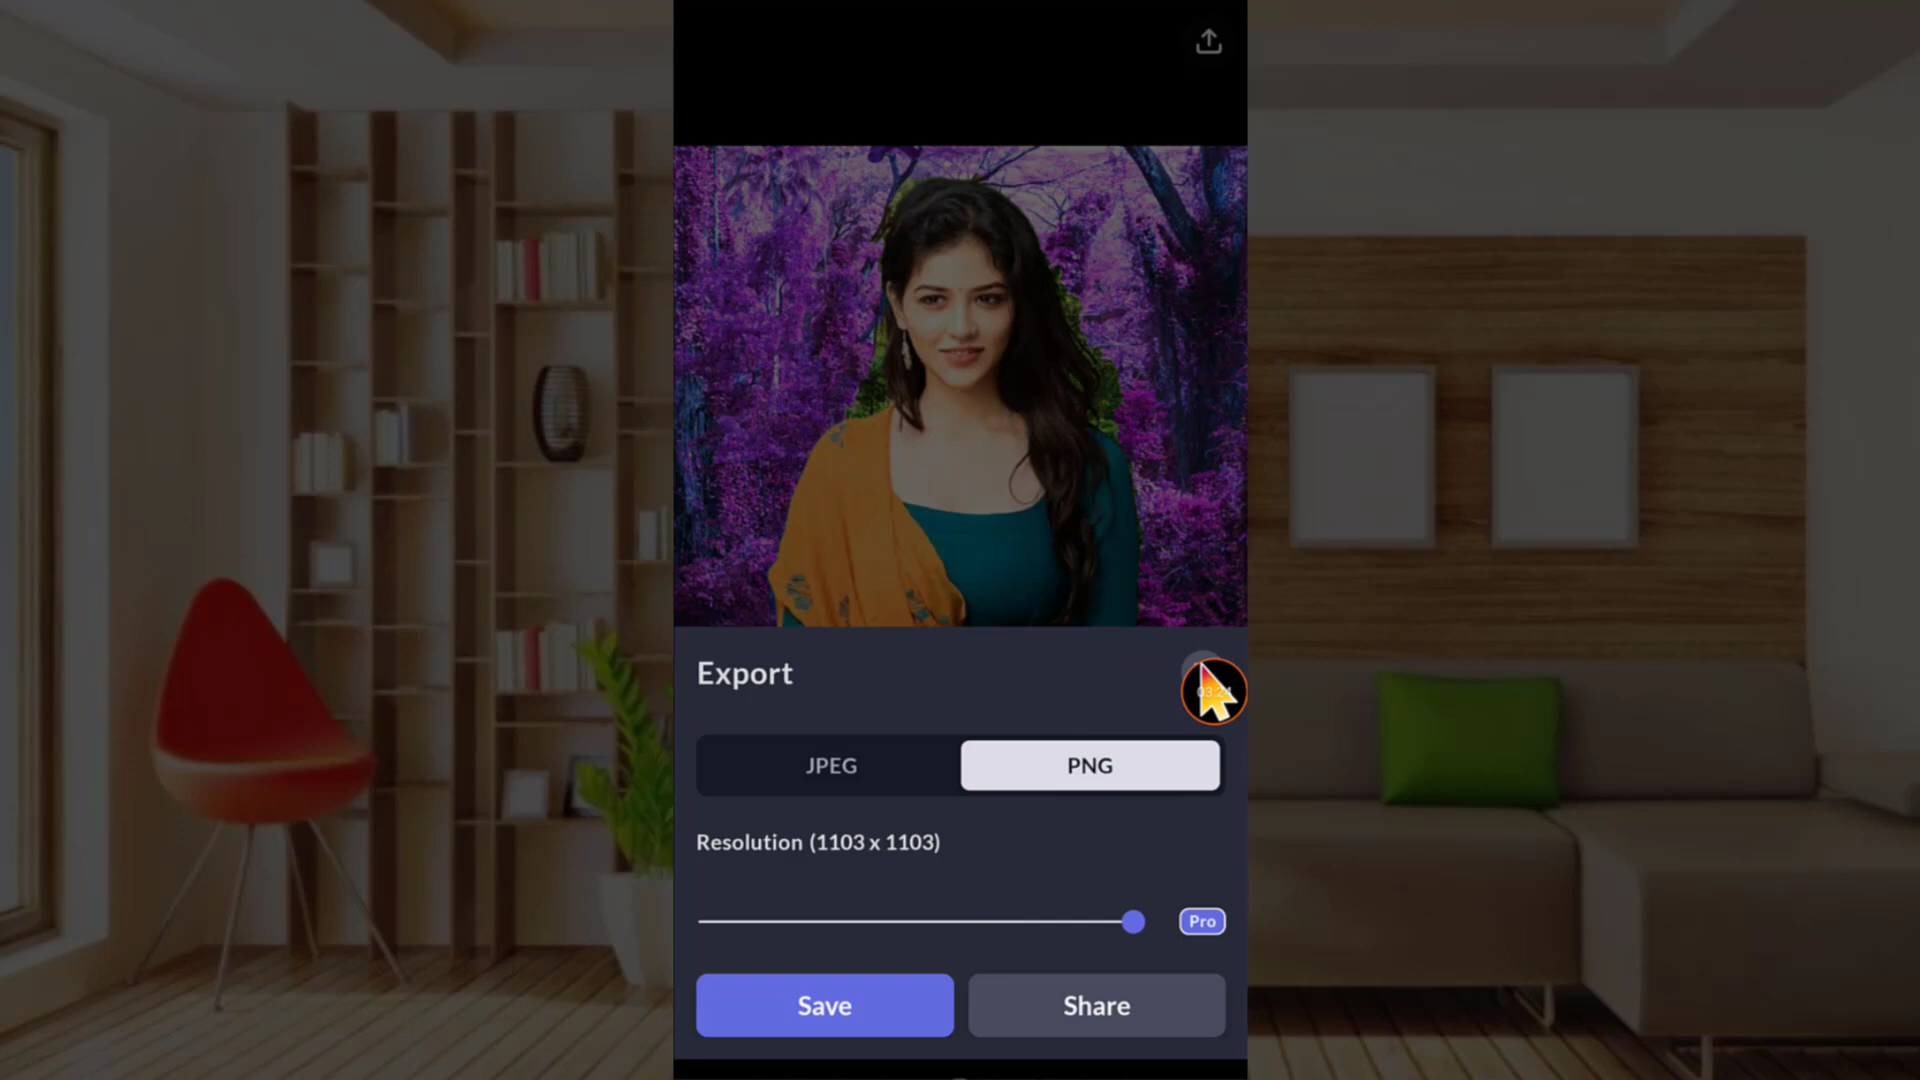 Export
JPEG
PNG
Resolution (1103 x 1103)
Pro
Save
Share